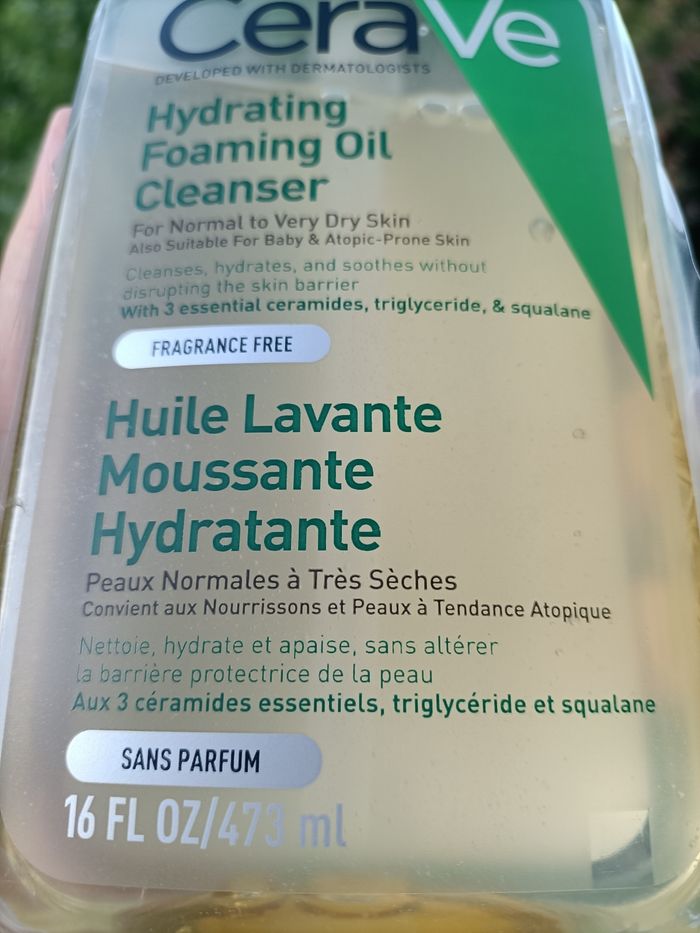 CeraVe
DEVELOPED WITH DERMATOLOGISTS
Hydrating
Foaming Oil
Cleanser
For Normal to Very Dry Skin
Also Suitable For Baby & Atopic-Prone Skin
Cleanses, hydrates, and soothes without
disrupting the skin barrier
With 3 essential ceramides, triglyceride, & squalane
FRAGRANCE FREE
Huile Lavante
Moussante
Hydratante
Peaux Normales à Très Sèches
Convient aux Nourrissons et Peaux à Tendance Atopique
Nettoie, hydrate et apaise, sans altérer
la barrière protectrice de la peau
Aux 3 céramides essentiels, triglycéride et squalane
SANS PARFUM
16 FL OZ/473 ml